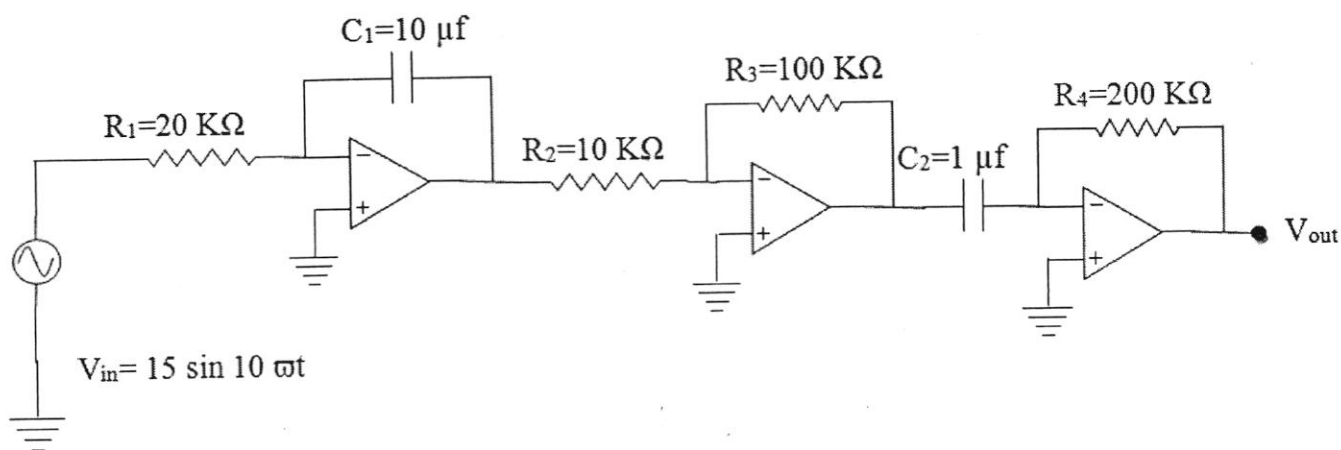 C₁=10 µf
R₃=100 KΩ
R₄=200 KΩ
R₁=20 KΩ
R₂=10 KΩ
C₂=1 µf
−
+
−
+
−
+
Vout
Vin= 15 sin 10 ϖt